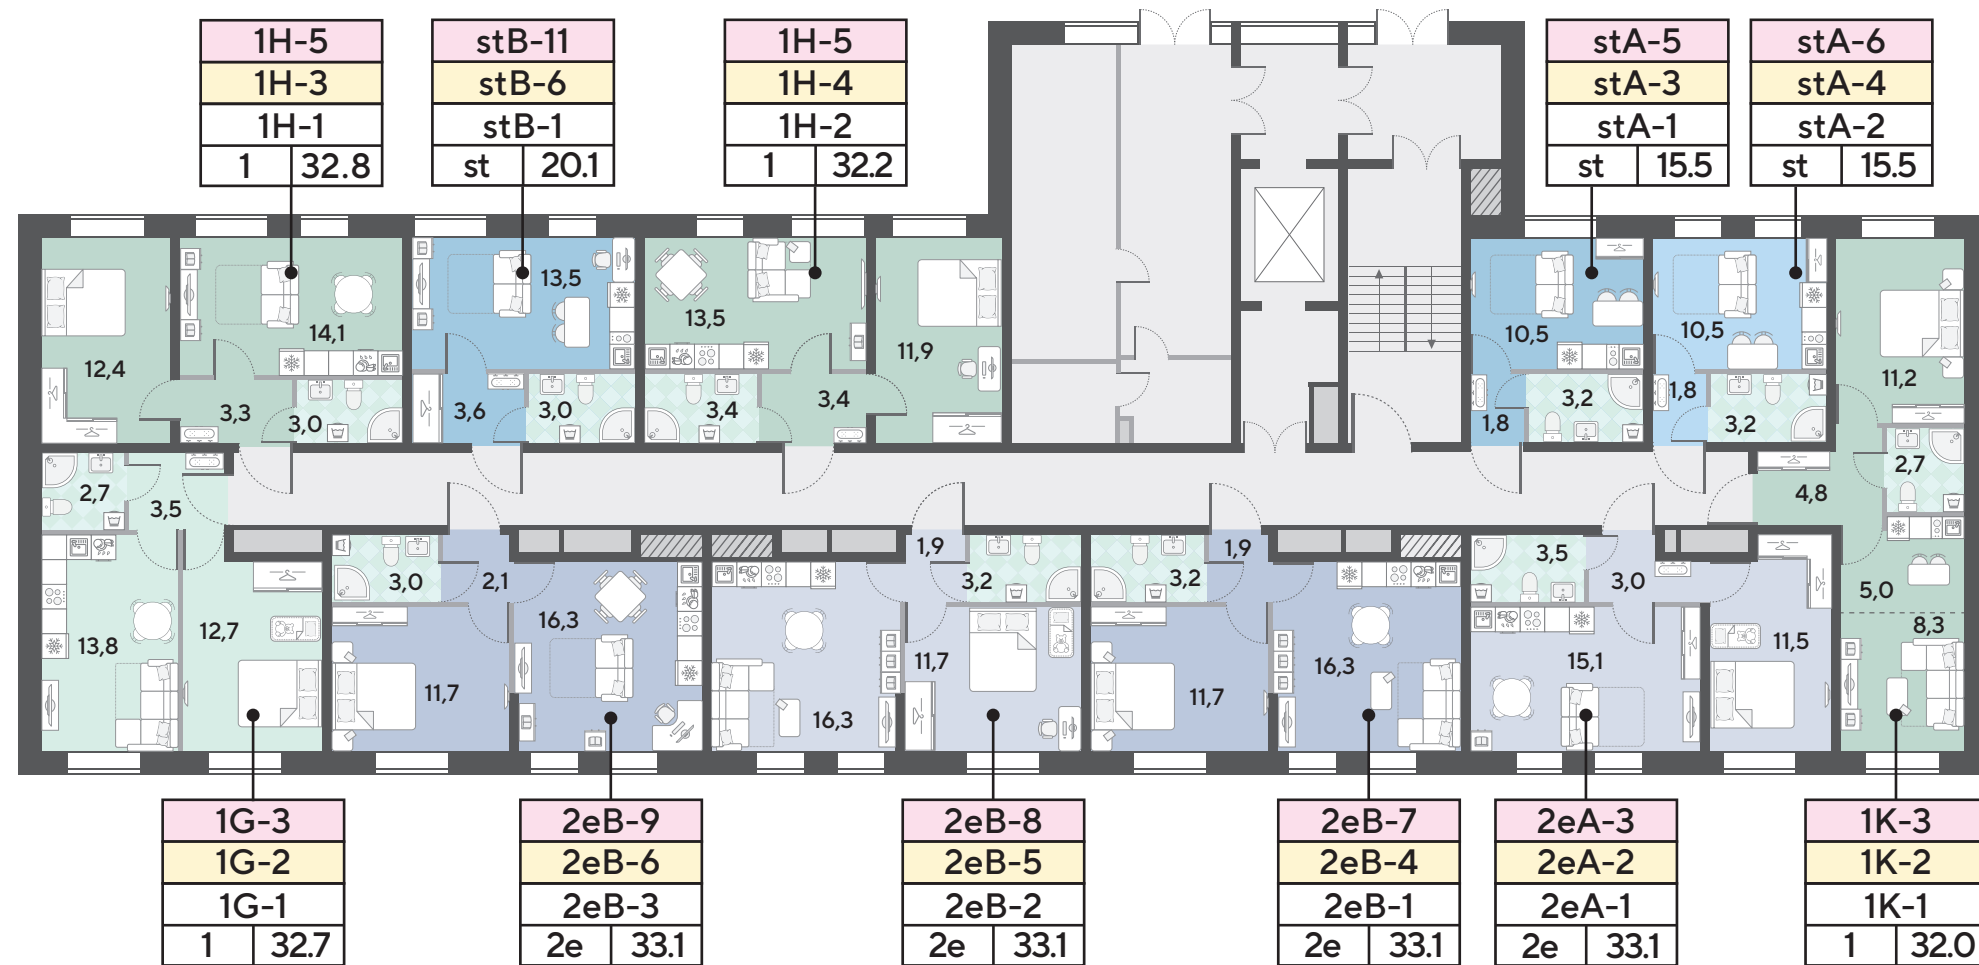 1H-5
1H-3
1H-1
1 32.8
stB-11
stB-6
stB-1
st 20.1
1H-5
1H-4
1H-2
1 32.2
stA-5
stA-3
stA-1
st 15.5
stA-6
stA-4
stA-2
st 15.5
12,4
14,1
3,3
3,0
13,5
3,6
3,0
13,5
3,4
3,4
11,9
10,5
1,8
3,2
10,5
1,8
3,2
11,2
2,7
4,8
5,0
8,3
2,7
3,5
13,8
12,7
3,0
2,1
11,7
16,3
16,3
1,9
3,2
11,7
3,2
1,9
11,7
16,3
3,5
3,0
15,1
11,5
1G-3
1G-2
1G-1
1 32.7
2eB-9
2eB-6
2eB-3
2e 33.1
2eB-8
2eB-5
2eB-2
2e 33.1
2eB-7
2eB-4
2eB-1
2e 33.1
2eA-3
2eA-2
2eA-1
2e 33.1
1K-3
1K-2
1K-1
1 32.0